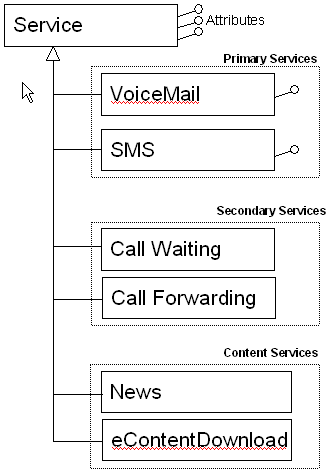 Service
Attributes
Primary Services
VoiceMail
SMS
Secondary Services
Call Waiting
Call Forwarding
Content Services
News
eContentDownload